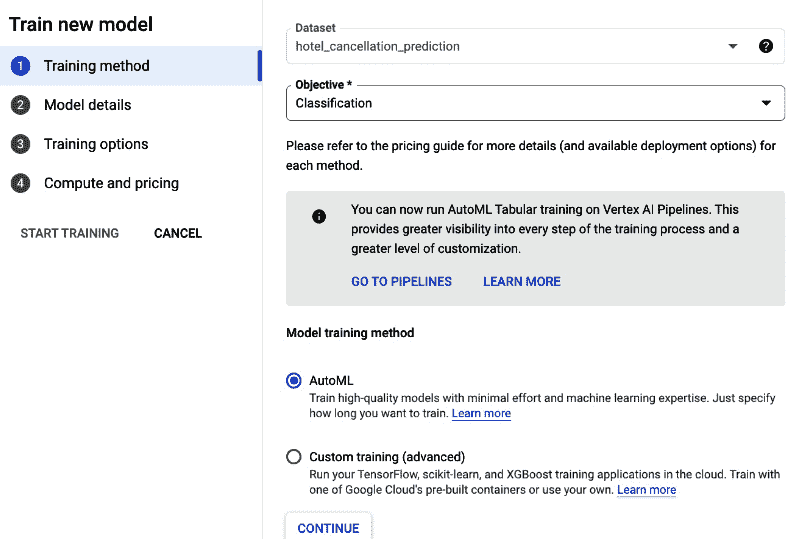 Train new model
1 Training method
2 Model details
3 Training options
4 Compute and pricing
START TRAINING CANCEL
Dataset
hotel_cancellation_prediction ?
Objective *
Classification
Please refer to the pricing guide for more details (and available deployment options) for
each method.
You can now run AutoML Tabular training on Vertex AI Pipelines. This
provides greater visibility into every step of the training process and a
greater level of customization.
GO TO PIPELINES LEARN MORE
Model training method
AutoML
Train high-quality models with minimal effort and machine learning expertise. Just specify
how long you want to train. Learn more
Custom training (advanced)
Run your TensorFlow, scikit-learn, and XGBoost training applications in the cloud. Train with
one of Google Cloud's pre-built containers or use your own. Learn more
CONTINUE